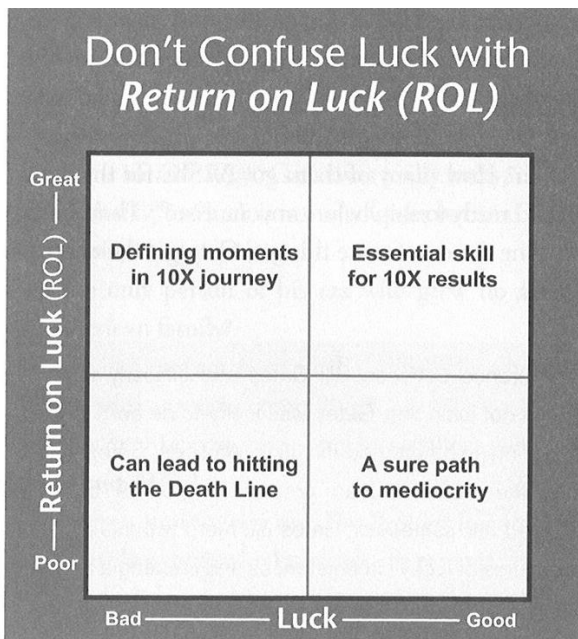 Don't Confuse Luck with
Return on Luck (ROL)
Great
Return on Luck (ROL)
Poor
Defining moments
in 10X journey
Essential skill
for 10X results
Can lead to hitting
the Death Line
A sure path
to mediocrity
Bad
Luck
Good